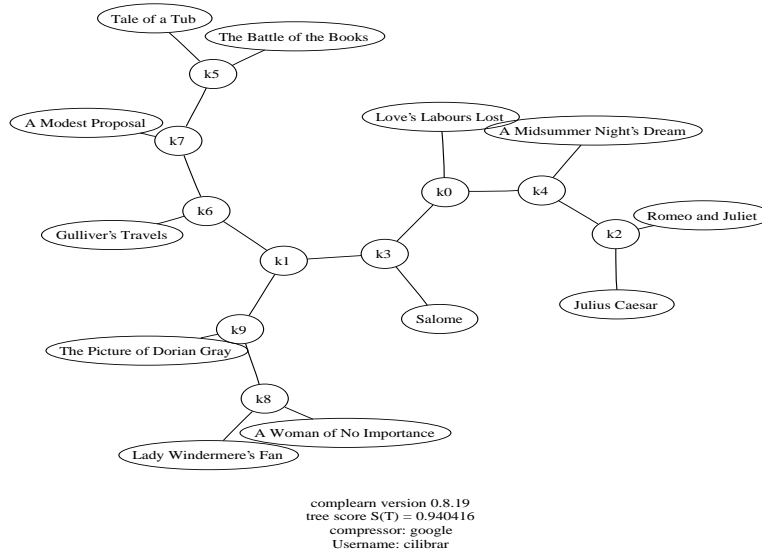 Tale of a Tub
The Battle of the Books
k5
Love's Labours Lost
A Modest Proposal
A Midsummer Night's Dream
k7
k0
k4
k6
Romeo and Juliet
Gulliver's Travels
k2
k1
k3
Julius Caesar
Salome
k9
The Picture of Dorian Gray
k8
A Woman of No Importance
Lady Windermere's Fan
complearn version 0.8.19
tree score S(T) = 0.940416
compressor: google
Username: cilibrar